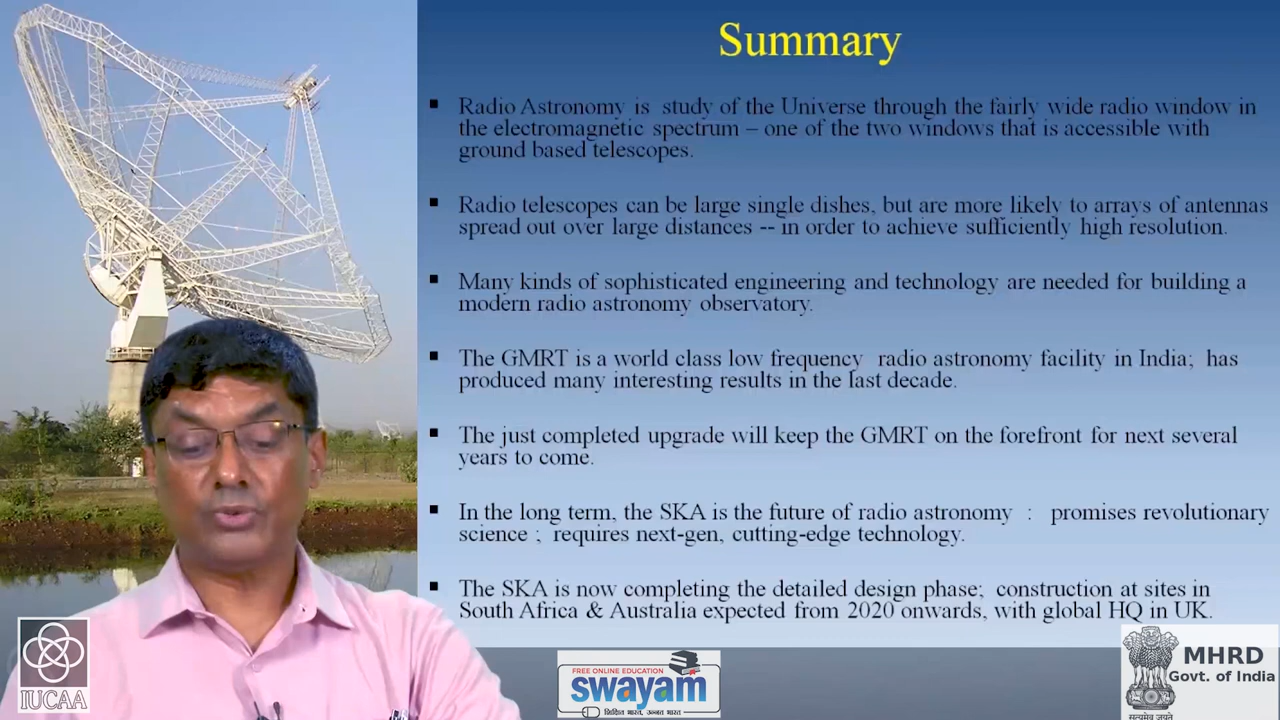 Summary
Radio Astronomy is study of the Universe through the fairly wide radio window in
the electromagnetic spectrum – one of the two windows that is accessible with
ground based telescopes.
Radio telescopes can be large single dishes, but are more likely to arrays of antennas
spread out over large distances -- in order to achieve sufficiently high resolution.
Many kinds of sophisticated engineering and technology are needed for building a
modern radio astronomy observatory.
The GMRT is a world class low frequency radio astronomy facility in India; has
produced many interesting results in the last decade.
The just completed upgrade will keep the GMRT on the forefront for next several
years to come.
In the long term, the SKA is the future of radio astronomy : promises revolutionary
science ; requires next-gen, cutting-edge technology.
The SKA is now completing the detailed design phase; construction at sites in
South Africa & Australia expected from 2020 onwards, with global HQ in UK.
IUCAA
FREE ONLINE EDUCATION
swayam
शिक्षित भारत, उन्नत भारत
MHRD
Govt. of India
सत्यमेव जयते